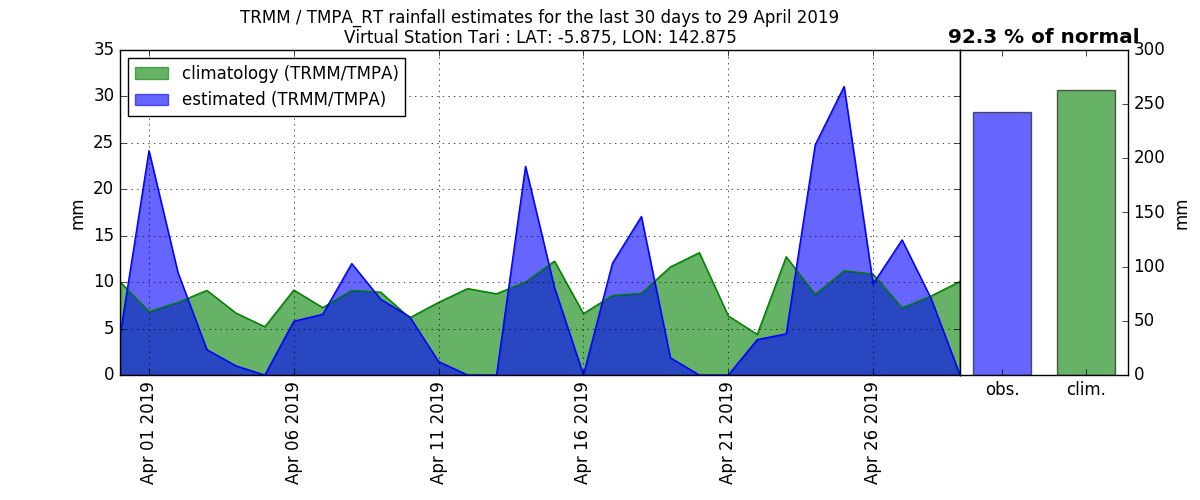 TRMM / TMPA_RT rainfall estimates for the last 30 days to 29 April 2019
Virtual Station Tari : LAT: -5.875, LON: 142.875
92.3 % of normal
climatology (TRMM/TMPA)
estimated (TRMM/TMPA)
35
30
25
20
15
10
5
0
mm
Apr 01 2019
Apr 06 2019
Apr 11 2019
Apr 16 2019
Apr 21 2019
Apr 26 2019
obs.
clim.
300
250
200
150
100
50
0
mm